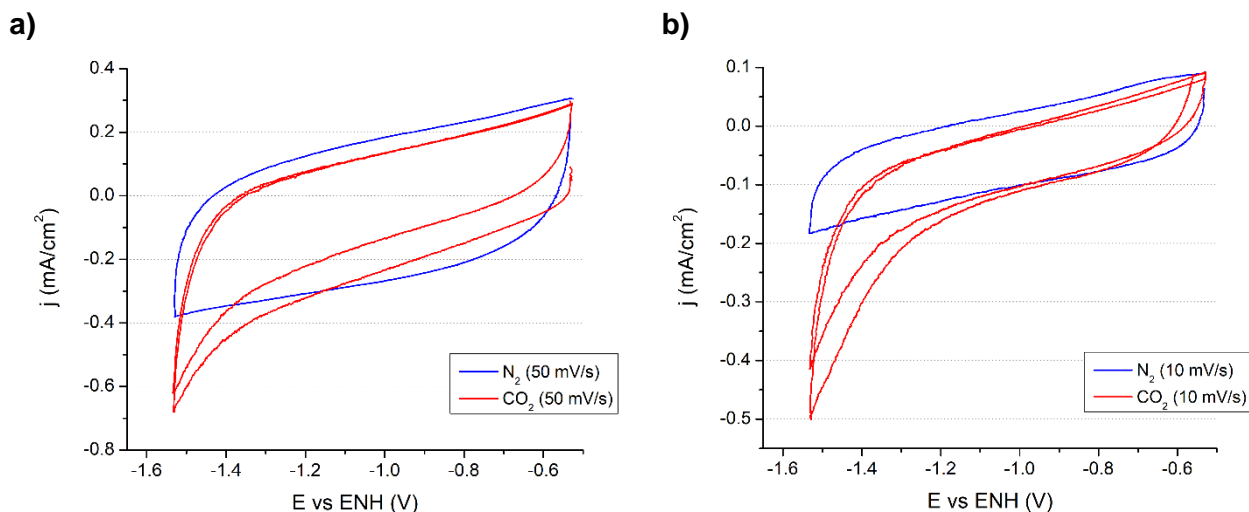 a)
0.4
0.2
0.0
-0.2
-0.4
-0.6
-0.8
j (mA/cm²)
N₂ (50 mV/s)
CO₂ (50 mV/s)
-1.6 -1.4 -1.2 -1.0 -0.8 -0.6
E vs ENH (V)
b)
0.1
0.0
-0.1
-0.2
-0.3
-0.4
-0.5
j (mA/cm²)
N₂ (10 mV/s)
CO₂ (10 mV/s)
-1.6 -1.4 -1.2 -1.0 -0.8 -0.6
E vs ENH (V)